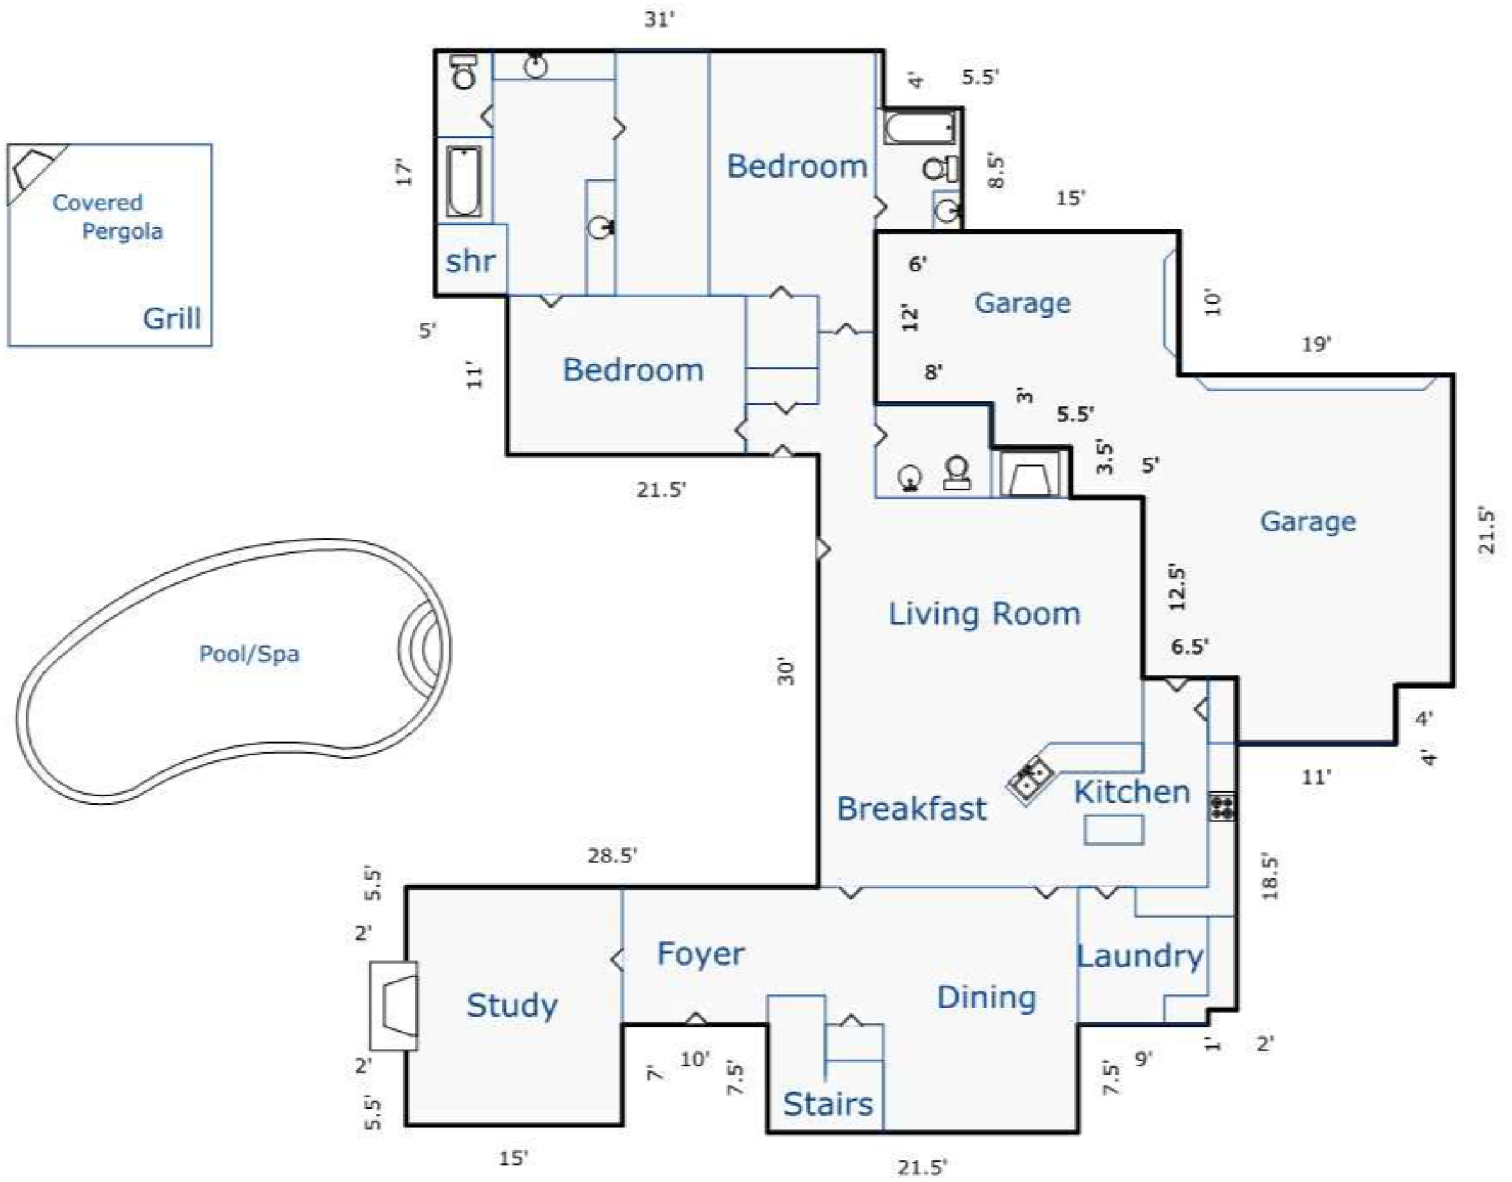 31'
4'
5.5'
17'
Bedroom
8.5'
15'
Covered
Pergola
shr
6'
Garage
10'
Grill
12'
5'
19'
11'
Bedroom
8'
3'
5.5'
3.5'
5'
21.5'
Garage
21.5'
12.5'
Living Room
Pool/Spa
30'
6.5'
4'
4'
11'
Kitchen
Breakfast
28.5'
5.5'
18.5'
2'
Foyer
Laundry
Study
Dining
2'
7'
10'
7.5'
7.5'
9'
1'
2'
5.5'
Stairs
15'
21.5'